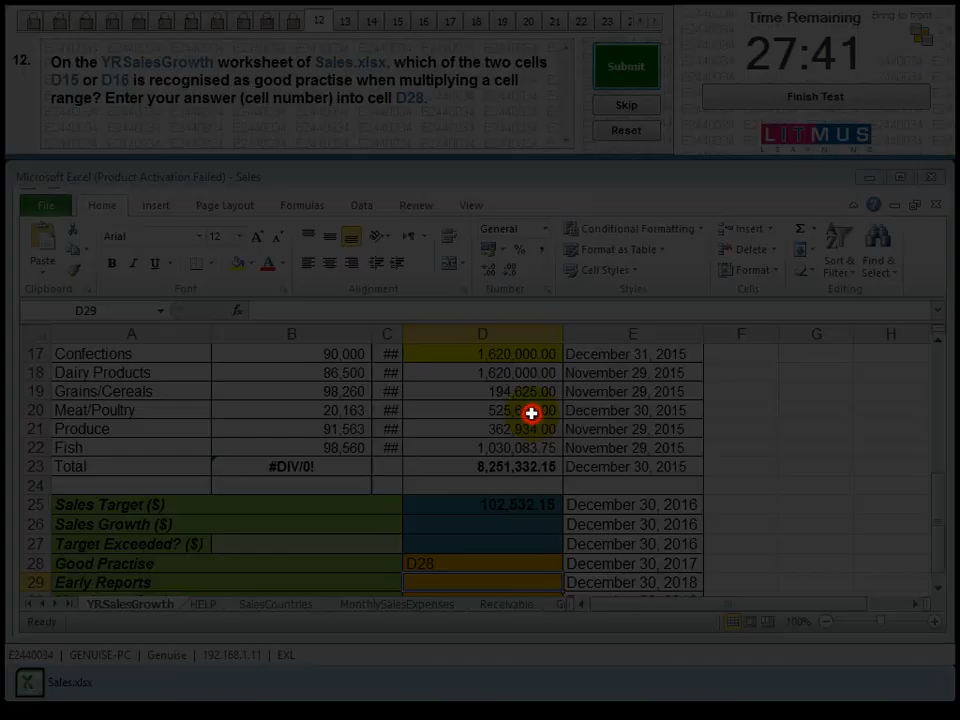 12 13 14 15 16 17 18 19 20 21 22 23
Time Remaining
Bring to front
27:41
Finish Test
LITMUS
LEARNING
12. On the YRSalesGrowth worksheet of Sales.xlsx, which of the two cells
D15 or D16 is recognised as good practise when multiplying a cell
range? Enter your answer (cell number) into cell D28.
Submit
Skip
Reset
E2440034
Microsoft Excel (Product Activation Failed) - Sales
File Home Insert Page Layout Formulas Data Review View
Paste
Clipboard
Arial 12
B I U
Font
Alignment
General
Number
Conditional Formatting
Format as Table
Cell Styles
Styles
Insert
Delete
Format
Cells
Sort & Filter
Find & Select
Editing
D29 fx
A B C D E F G H
17 Confections 90,000 ## 1,620,000.00 December 31, 2015
18 Dairy Products 86,500 ## 1,620,000.00 November 29, 2015
19 Grains/Cereals 98,260 ## 194,625.00 November 29, 2015
20 Meat/Poultry 20,163 ## December 30, 2015
21 Produce 91,563 ## 362,934.00 November 29, 2015
22 Fish 98,560 ## 1,030,083.75 November 29, 2015
23 Total #DIV/0! 8,251,332.15 December 30, 2015
24
25 Sales Target ($) 102,532.15 December 30, 2016
26 Sales Growth ($) December 30, 2016
27 Target Exceeded? ($) December 30, 2016
28 Good Practise D28 December 30, 2017
29 Early Reports December 30, 2018
YRSalesGrowth HELP SalesCountries MonthlySalesExpenses Receivable
Ready 100%
E2440034 | GENUISE-PC | Genuise | 192.168.1.11 | EXL
Sales.xlsx